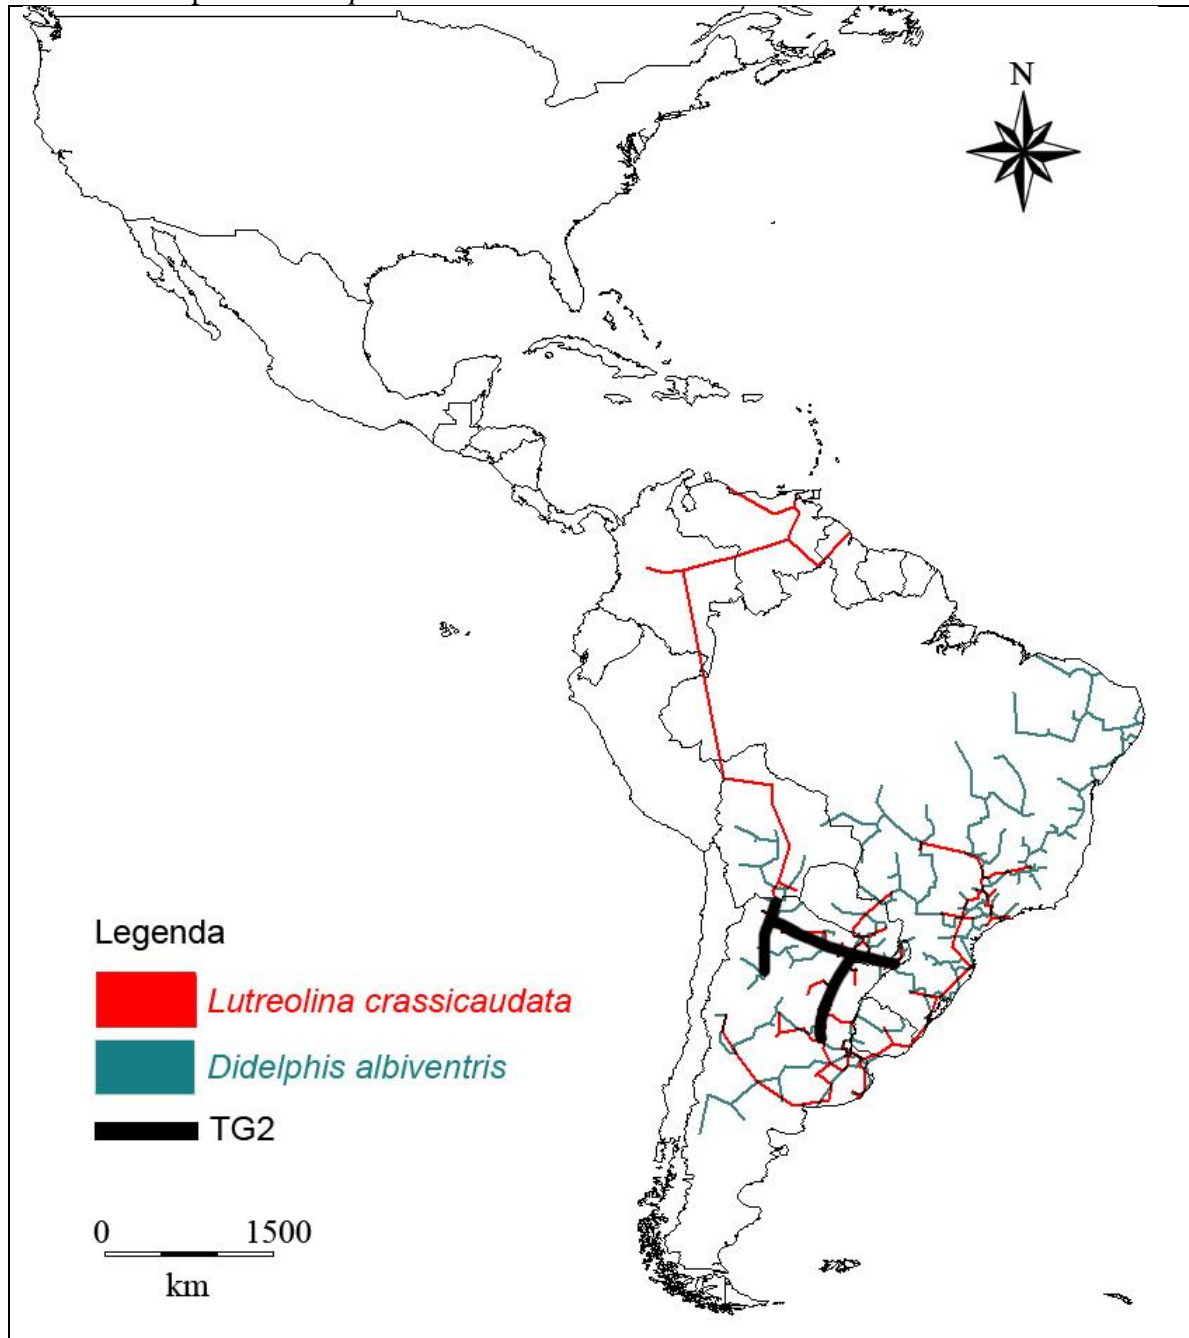 N
Legenda
Lutreolina crassicaudata
Didelphis albiventris
TG2
0 1500
km